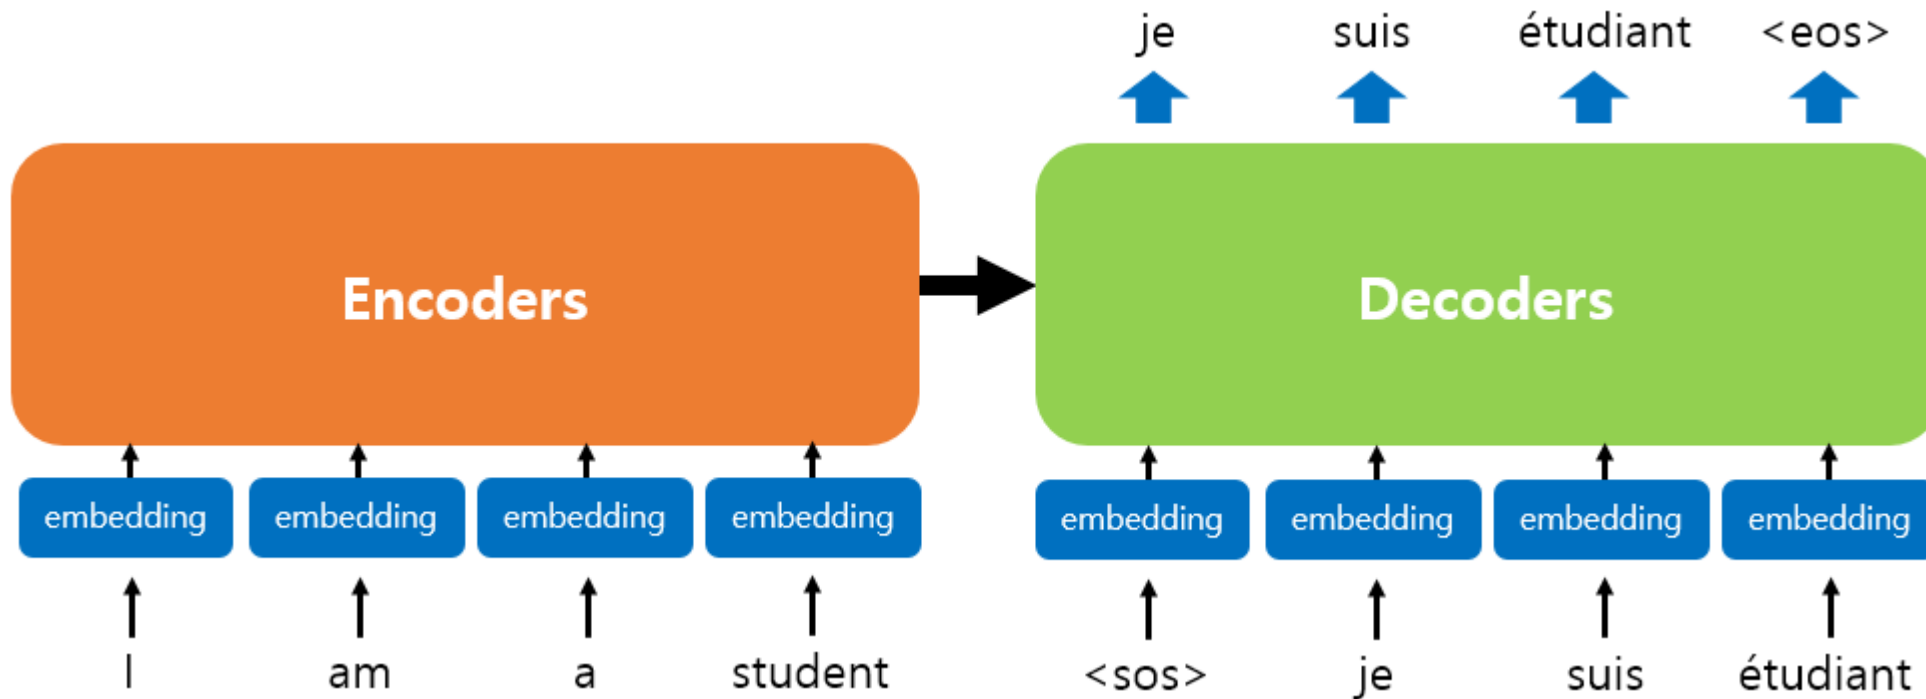 je suis étudiant <eos>
Encoders
Decoders
embedding embedding embedding embedding
embedding embedding embedding embedding
I am a student
<sos> je suis étudiant